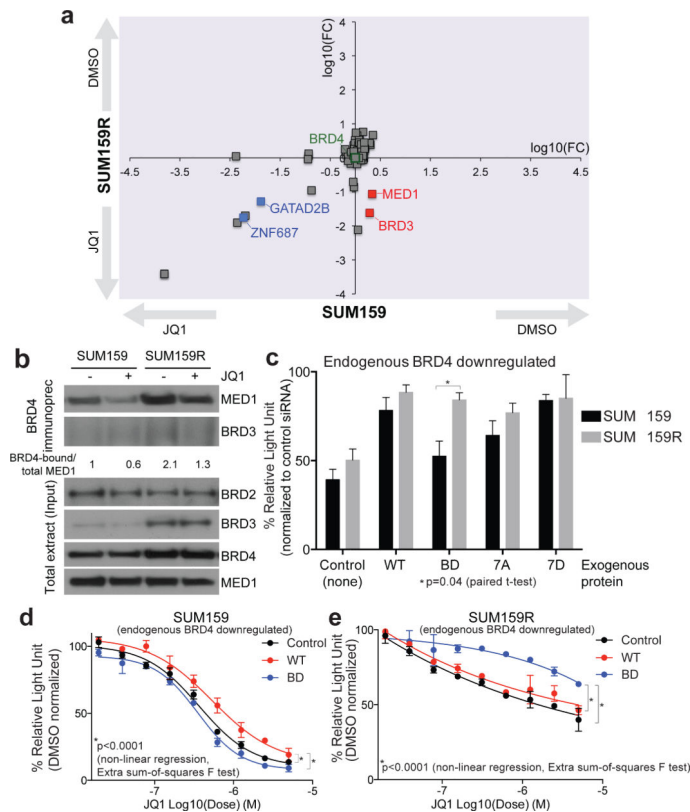 a
DMSO
SUM159R
JQ1
log10(FC)
4
3
2
1
0
-1
-2
-3
-4
log10(FC)
-4.5 -3.5 -2.5 -1.5 -0.5 0.5 1.5 2.5 3.5 4.5
BRD4
MED1
GATAD2B
BRD3
ZNF687
JQ1
SUM159
DMSO
b
SUM159 SUM159R
- + - + JQ1
BRD4
immunoprec
MED1
BRD3
BRD4-bound/
total MED1
1 0.6 2.1 1.3
Total extract (Input)
BRD2
BRD3
BRD4
MED1
c
Endogenous BRD4 downregulated
% Relative Light Unit
(normalized to control siRNA)
100
50
0
SUM 159
SUM 159R
*
Control
(none)
WT BD 7A 7D Exogenous
protein
*p=0.04 (paired t-test)
d
SUM159
(endogenous BRD4 downregulated)
Control
WT
BD
% Relative Light Unit
(DMSO normalized)
100
50
0
*p<0.0001
(non-linear regression,
Extra sum-of-squares F test)
* *
-7 -6 -5
JQ1 Log10(Dose) (M)
e
SUM159R
(endogenous BRD4 downregulated)
Control
WT
BD
% Relative Light Unit
(DMSO normalized)
100
50
0
* *
*p<0.0001 (non-linear regression,
Extra sum-of-squares F test)
-7 -6 -5
JQ1 Log10(Dose) (M)